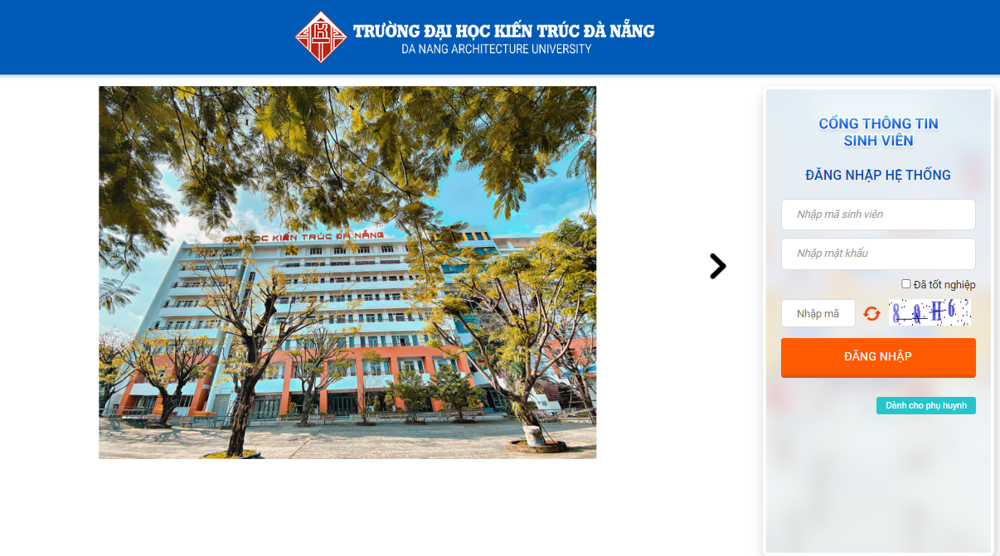 TRƯỜNG ĐẠI HỌC KIẾN TRÚC ĐÀ NẴNG
DA NANG ARCHITECTURE UNIVERSITY
ĐẠI HỌC KIẾN TRÚC ĐÀ NẴNG
CỔNG THÔNG TIN
SINH VIÊN
ĐĂNG NHẬP HỆ THỐNG
Nhập mã sinh viên
Nhập mật khẩu
Đã tốt nghiệp
Nhập mã
ĐĂNG NHẬP
Dành cho phụ huynh